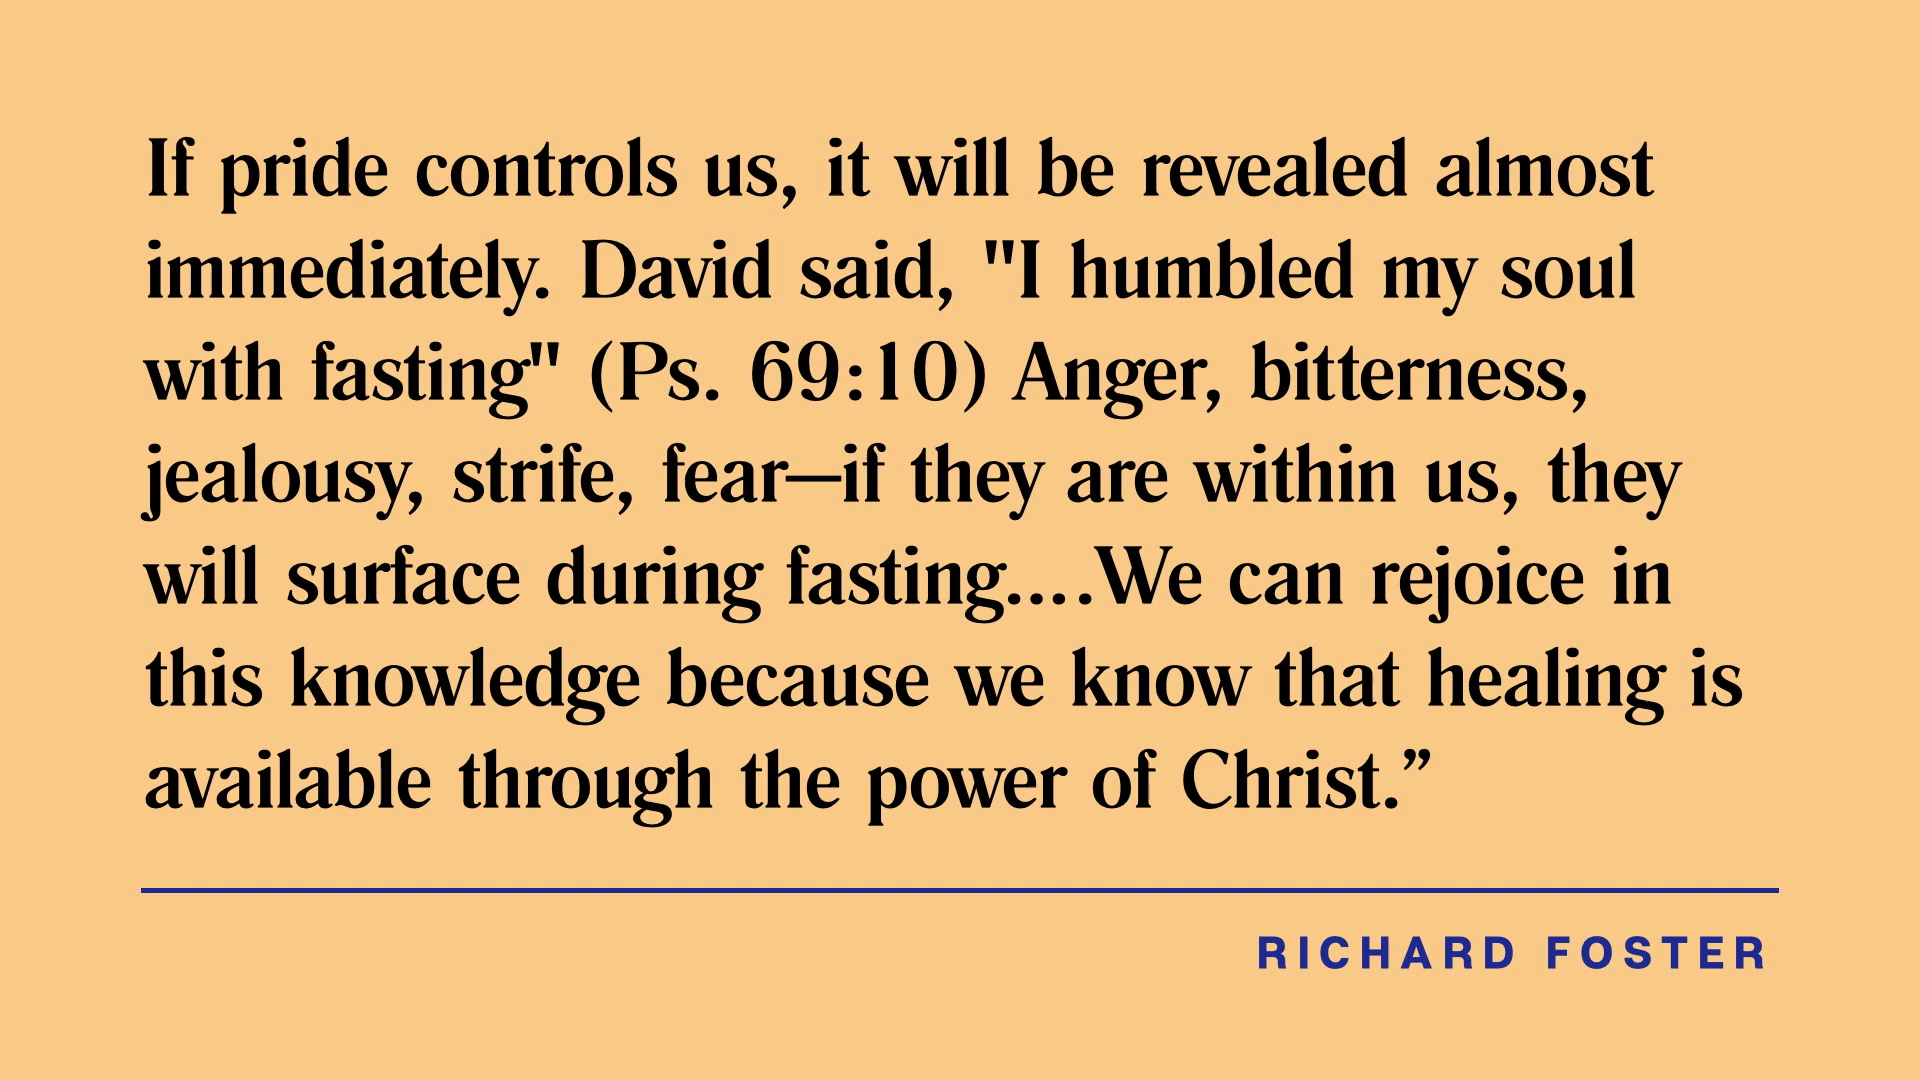 If pride controls us, it will be revealed almost
immediately. David said, "I humbled my soul
with fasting" (Ps. 69:10) Anger, bitterness,
jealousy, strife, fear—if they are within us, they
will surface during fasting....We can rejoice in
this knowledge because we know that healing is
available through the power of Christ.”
RICHARD FOSTER